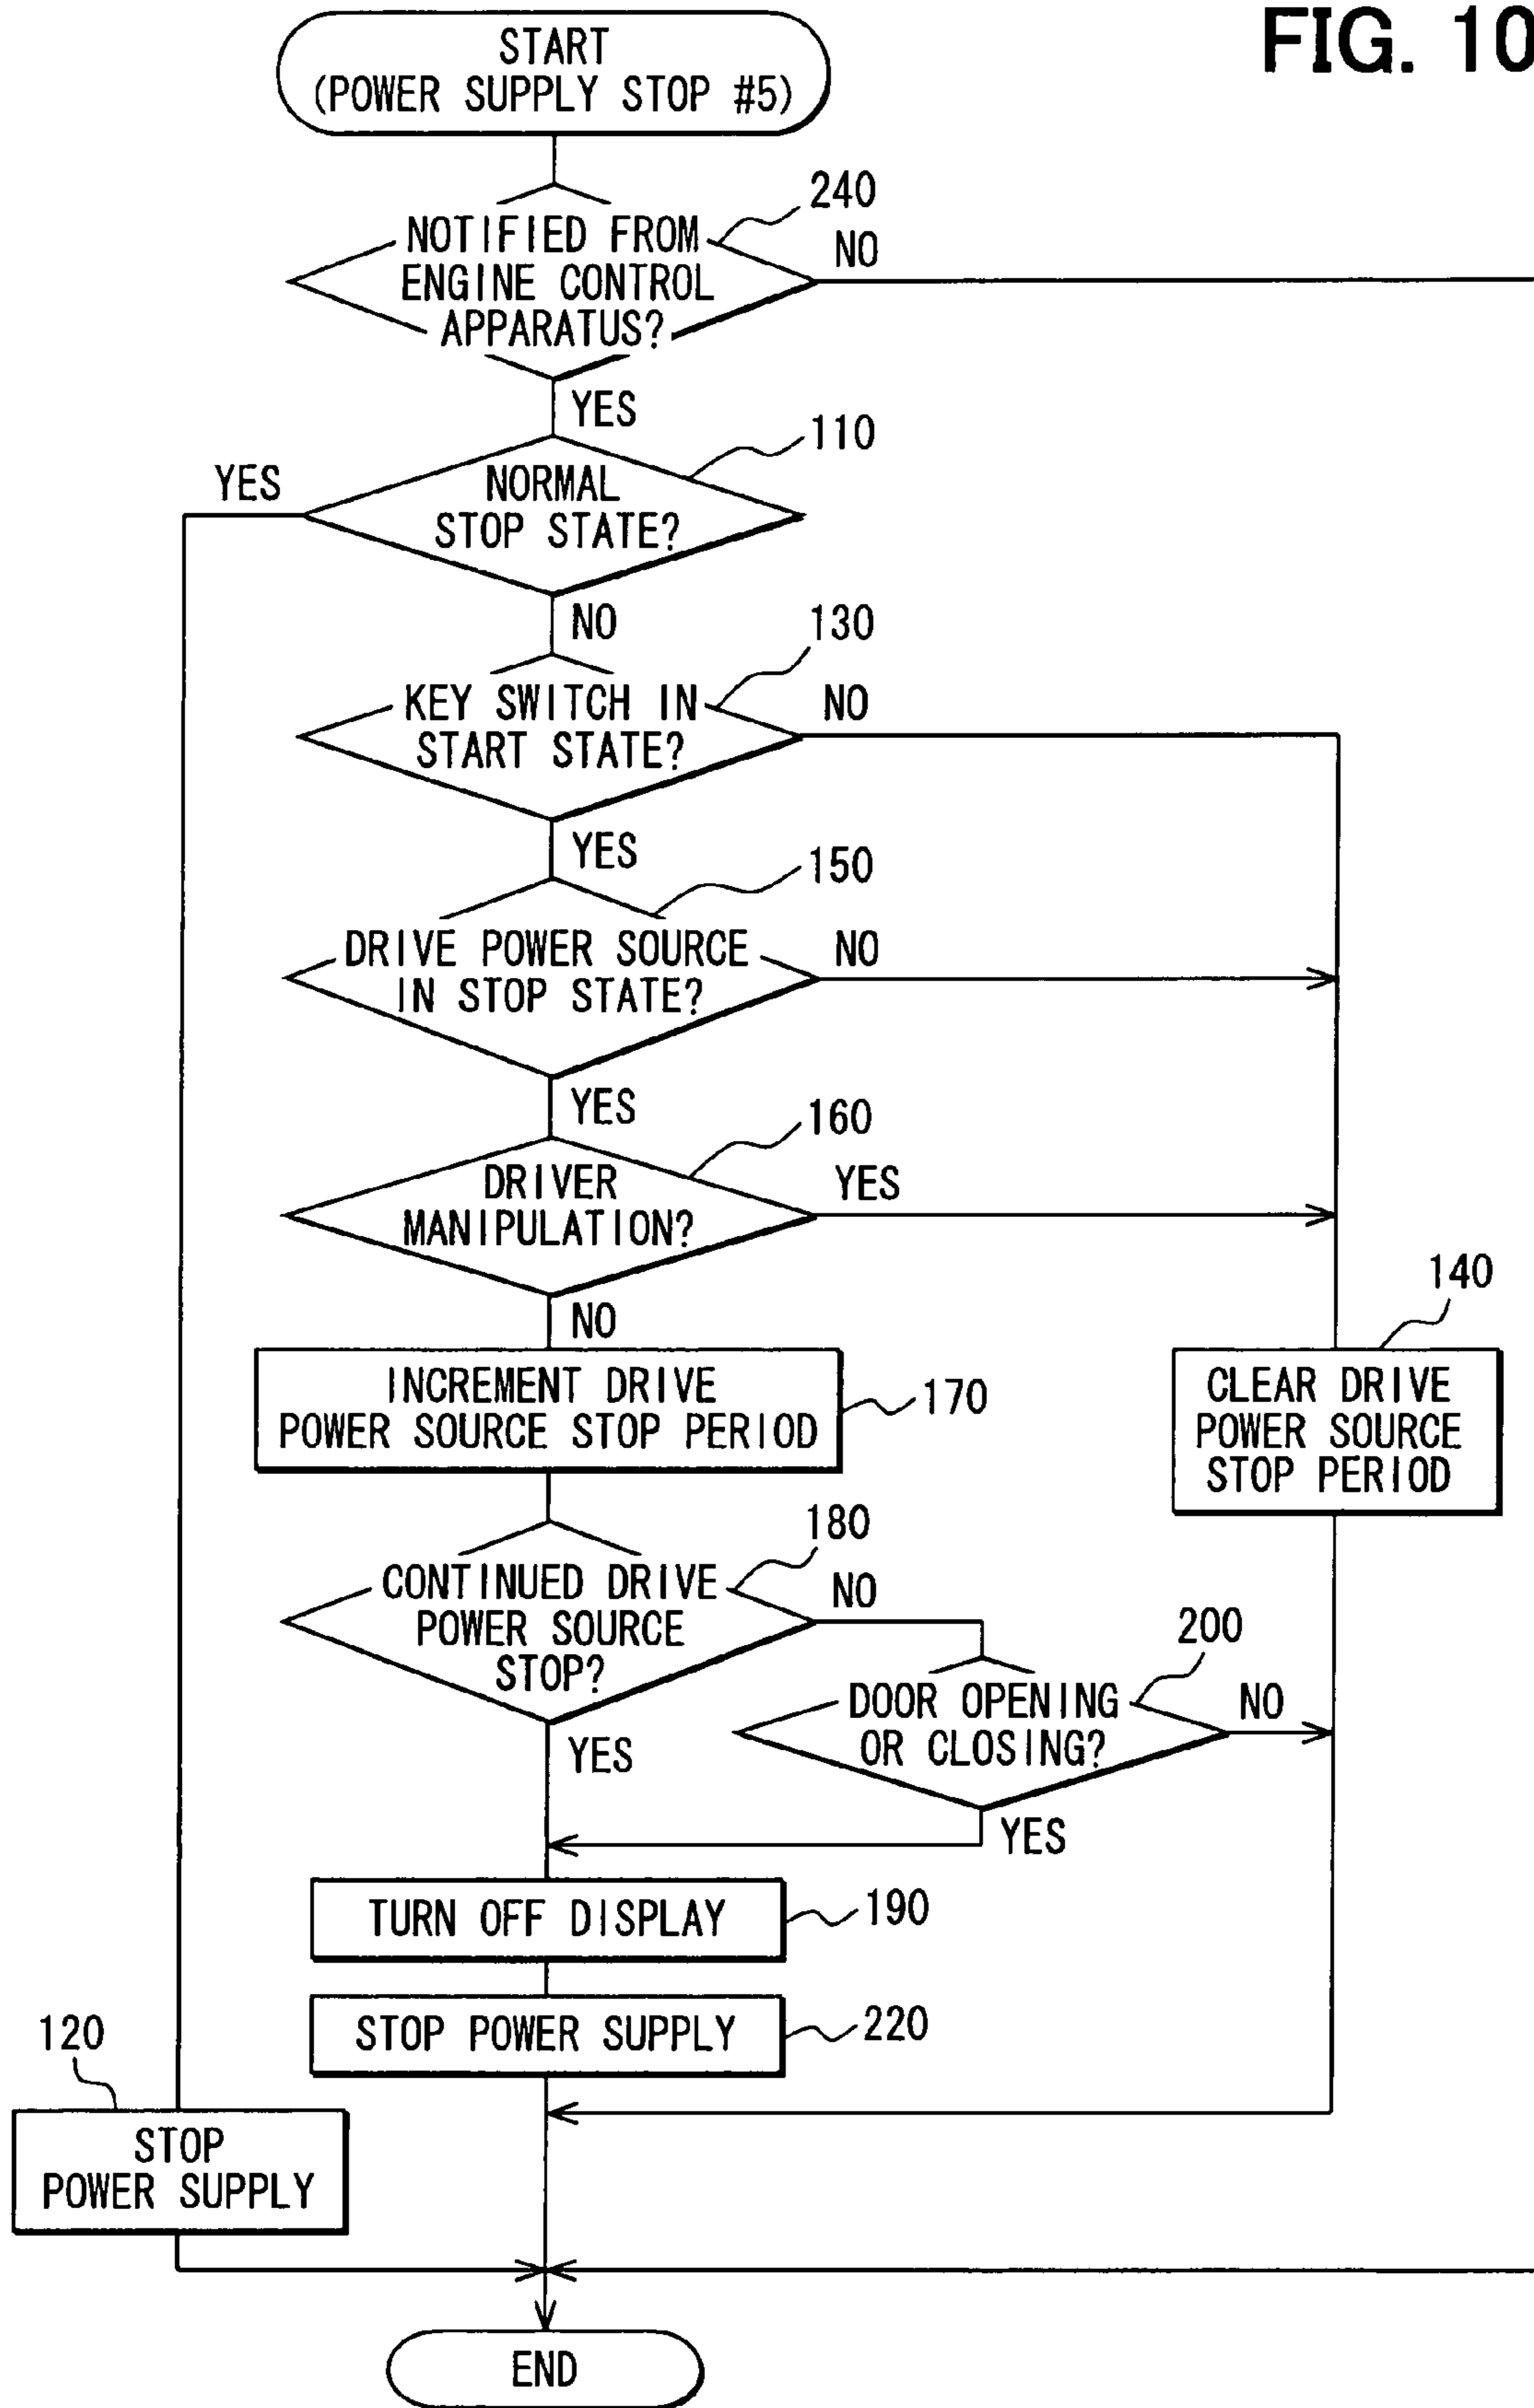 FIG. 10
START
(POWER SUPPLY STOP #5)
240
NOTIFIED FROM
ENGINE CONTROL
APPARATUS?
NO
YES
110
YES
NORMAL
STOP STATE?
NO
130
KEY SWITCH IN
START STATE?
NO
YES
150
DRIVE POWER SOURCE
IN STOP STATE?
NO
YES
160
DRIVER
MANIPULATION?
YES
NO
140
INCREMENT DRIVE
POWER SOURCE STOP PERIOD
170
CLEAR DRIVE
POWER SOURCE
STOP PERIOD
180
CONTINUED DRIVE
POWER SOURCE
STOP?
NO
YES
200
DOOR OPENING
OR CLOSING?
NO
YES
TURN OFF DISPLAY
190
STOP POWER SUPPLY
220
120
STOP
POWER SUPPLY
END